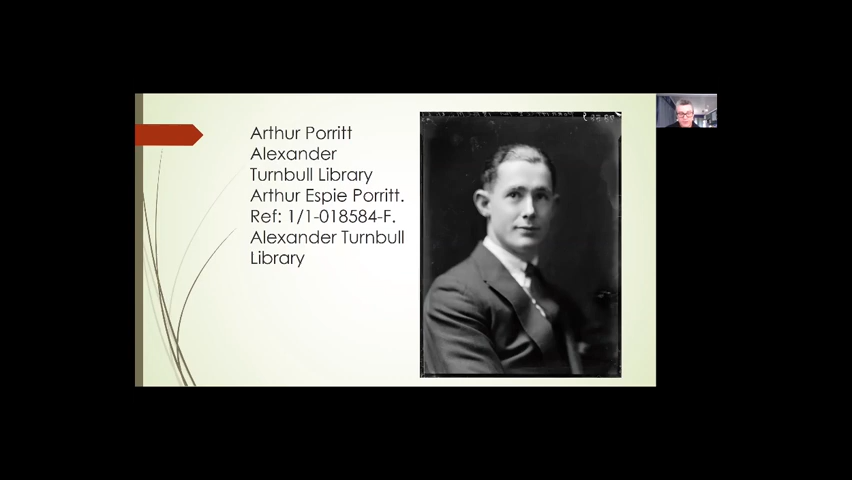 Arthur Porritt
Alexander
Turnbull Library
Arthur Espie Porritt.
Ref: 1/1-018584-F.
Alexander Turnbull
Library